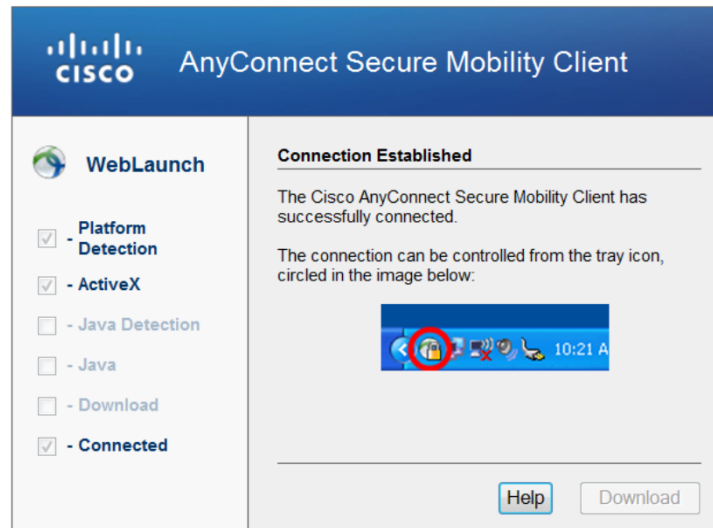 CISCO
AnyConnect Secure Mobility Client
WebLaunch
- Platform
Detection
- ActiveX
- Java Detection
- Java
- Download
- Connected
Connection Established
The Cisco AnyConnect Secure Mobility Client has
successfully connected.
The connection can be controlled from the tray icon,
circled in the image below:
10:21 A
Help
Download